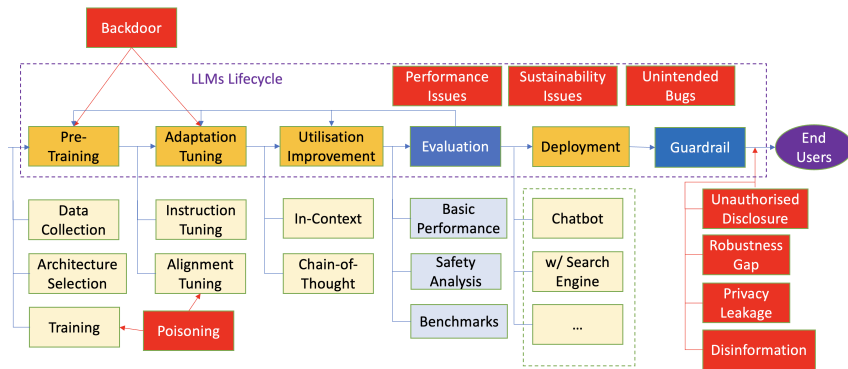 Backdoor
LLMs Lifecycle
Performance
Issues
Sustainability
Issues
Unintended
Bugs
Pre-
Training
Adaptation
Tuning
Utilisation
Improvement
Evaluation
Deployment
Guardrail
End
Users
Data
Collection
Instruction
Tuning
In-Context
Basic
Performance
Chatbot
Unauthorised
Disclosure
Architecture
Selection
Alignment
Tuning
Chain-of-
Thought
Safety
Analysis
w/ Search
Engine
Robustness
Gap
Privacy
Leakage
Training
Poisoning
Benchmarks
...
Disinformation